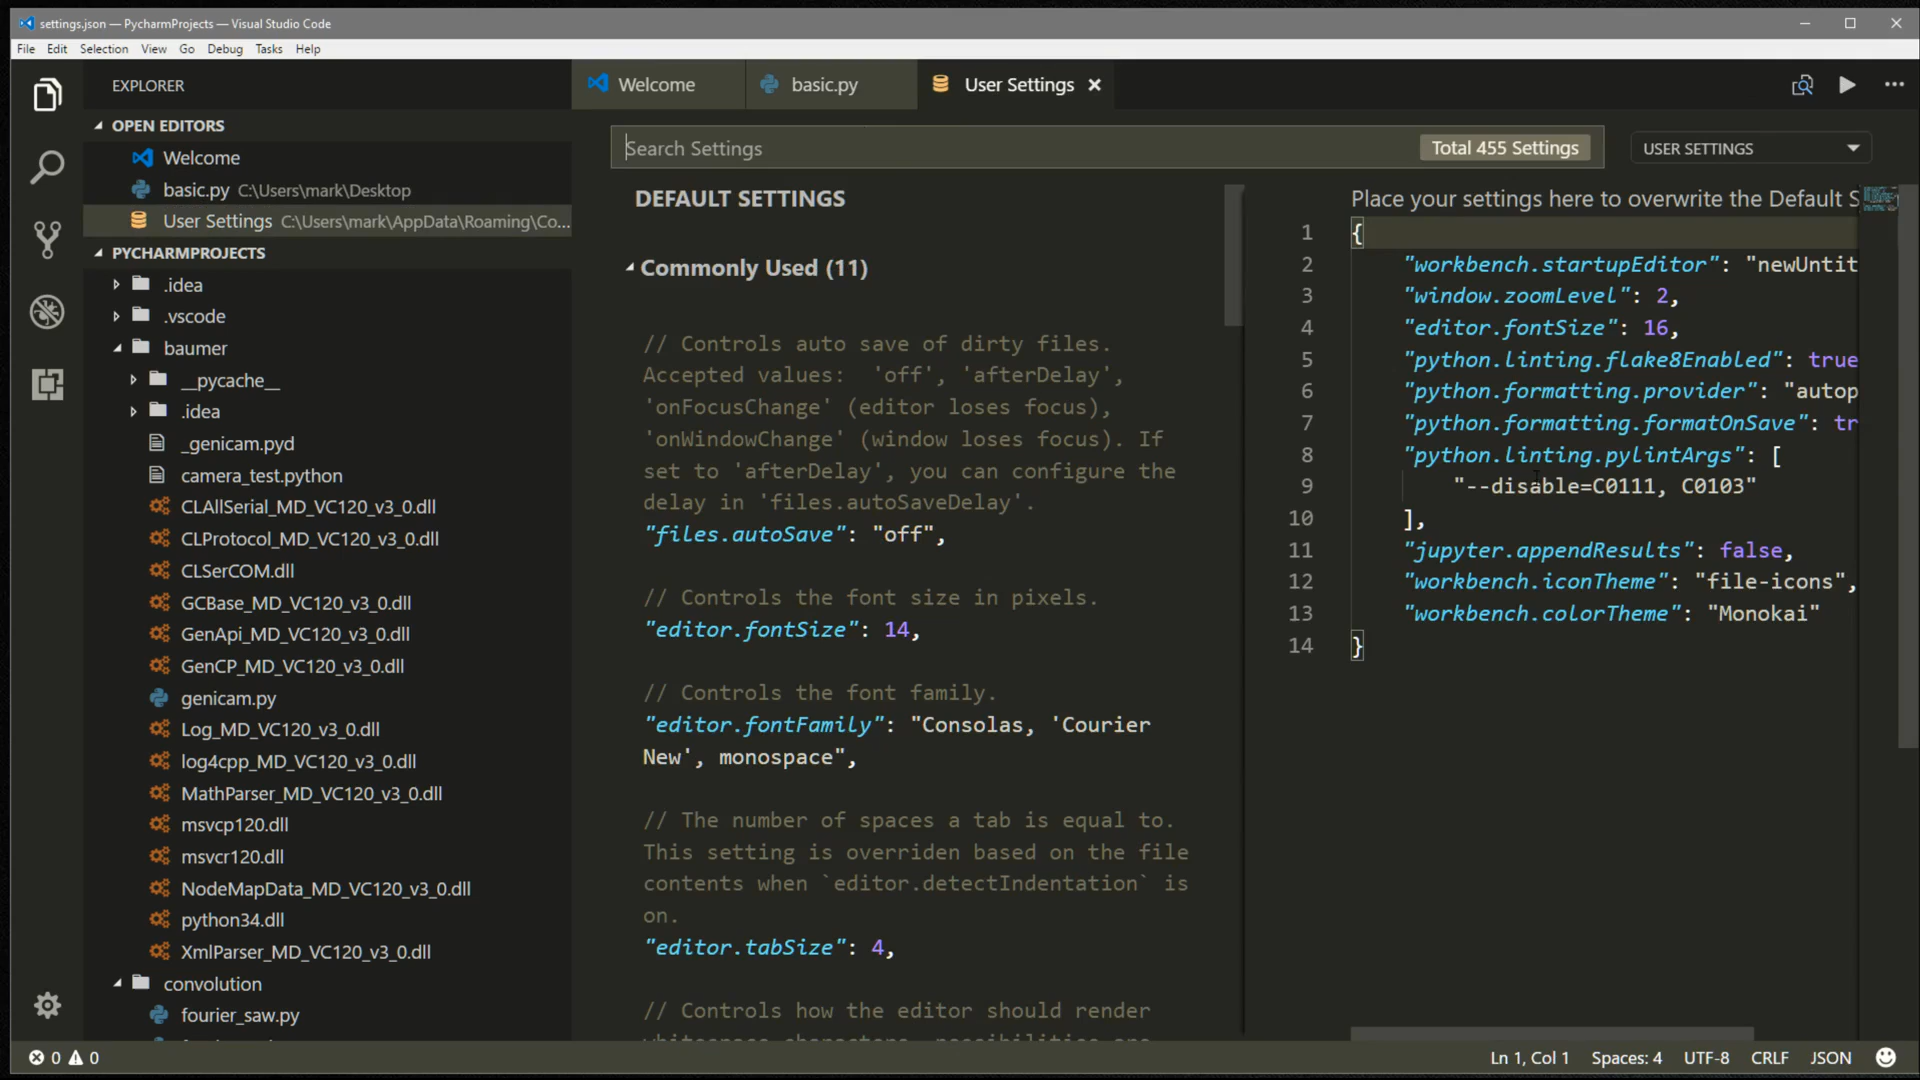 settings.json — PycharmProjects — Visual Studio Code
File Edit Selection View Go Debug Tasks Help
EXPLORER
OPEN EDITORS
Welcome
basic.py C:\Users\mark\Desktop
User Settings C:\Users\mark\AppData\Roaming\Co...
PYCHARMPROJECTS
.idea
.vscode
baumer
__pycache__
.idea
_genicam.pyd
camera_test.python
CLAllSerial_MD_VC120_v3_0.dll
CLProtocol_MD_VC120_v3_0.dll
CLSerCOM.dll
GCBase_MD_VC120_v3_0.dll
GenApi_MD_VC120_v3_0.dll
GenCP_MD_VC120_v3_0.dll
genicam.py
Log_MD_VC120_v3_0.dll
log4cpp_MD_VC120_v3_0.dll
MathParser_MD_VC120_v3_0.dll
msvcp120.dll
msvcr120.dll
NodeMapData_MD_VC120_v3_0.dll
python34.dll
XmlParser_MD_VC120_v3_0.dll
convolution
fourier_saw.py
Welcome basic.py User Settings
Search Settings Total 455 Settings USER SETTINGS
DEFAULT SETTINGS
Commonly Used (11)
// Controls auto save of dirty files.
Accepted values:  'off', 'afterDelay',
'onFocusChange' (editor loses focus),
'onWindowChange' (window loses focus). If
set to 'afterDelay', you can configure the
delay in 'files.autoSaveDelay'.
"files.autoSave": "off",
// Controls the font size in pixels.
"editor.fontSize": 14,
// Controls the font family.
"editor.fontFamily": "Consolas, 'Courier
New', monospace",
// The number of spaces a tab is equal to.
This setting is overriden based on the file
contents when `editor.detectIndentation` is
on.
"editor.tabSize": 4,
// Controls how the editor should render
Place your settings here to overwrite the Default S
1 {
2 "workbench.startupEditor": "newUntit
3 "window.zoomLevel": 2,
4 "editor.fontSize": 16,
5 "python.linting.flake8Enabled": true
6 "python.formatting.provider": "autop
7 "python.formatting.formatOnSave": tr
8 "python.linting.pylintArgs": [
9 "--disable=C0111, C0103"
10 ],
11 "jupyter.appendResults": false,
12 "workbench.iconTheme": "file-icons",
13 "workbench.colorTheme": "Monokai"
14 }
0 0 Ln 1, Col 1 Spaces: 4 UTF-8 CRLF JSON